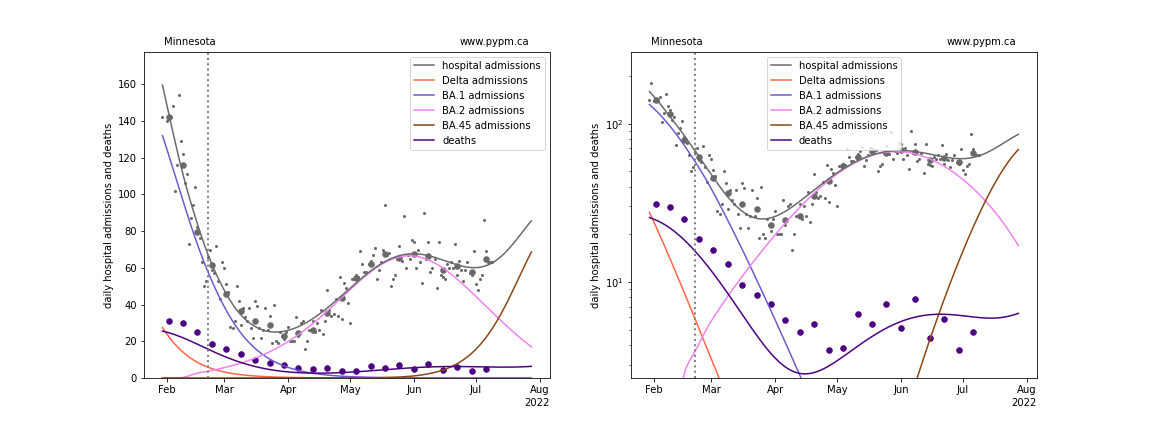 Minnesota www.pypm.ca
daily hospital admissions and deaths
160
140
120
100
80
60
40
20
0
hospital admissions
Delta admissions
BA.1 admissions
BA.2 admissions
BA.45 admissions
deaths
Feb Mar Apr May Jun Jul Aug
2022
Minnesota www.pypm.ca
daily hospital admissions and deaths
10²
10¹
hospital admissions
Delta admissions
BA.1 admissions
BA.2 admissions
BA.45 admissions
deaths
Feb Mar Apr May Jun Jul Aug
2022